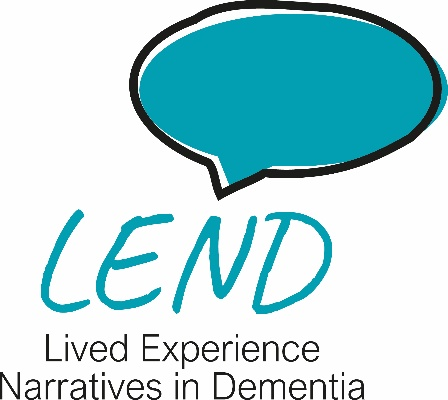 LEND
Lived Experience
Narratives in Dementia